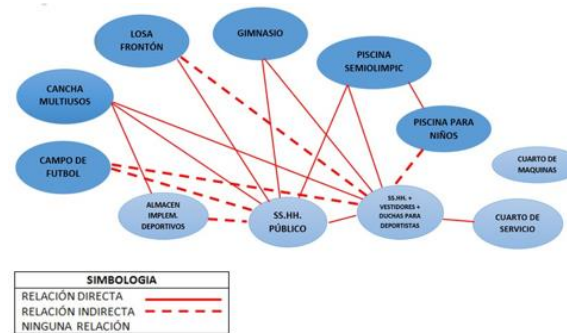 LOSA
FRONTÓN
GIMNASIO
PISCINA
SEMIOLIMPIC
CANCHA
MULTIUSOS
PISCINA PARA
NIÑOS
CAMPO DE
FUTBOL
CUARTO DE
MAQUINAS
ALMACEN
IMPLEM.
DEPORTIVOS
SS.HH.
PÚBLICO
SS.HH. +
VESTIDORES +
DUCHAS PARA
DEPORTISTAS
CUARTO DE
SERVICIO
SIMBOLOGIA
RELACIÓN DIRECTA
RELACIÓN INDIRECTA
NINGUNA RELACIÓN